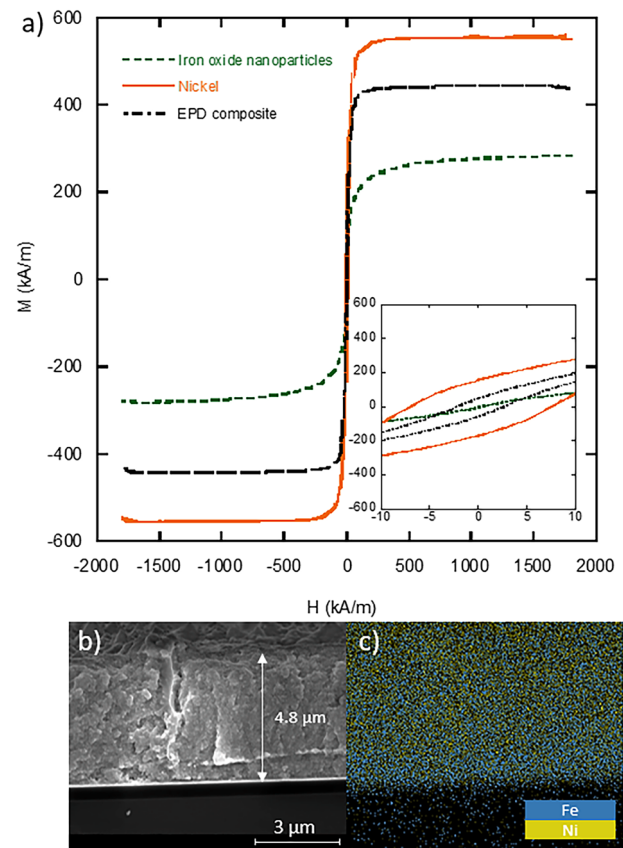 a)
600
400
200
0
-200
-400
-600
M (kA/m)
Iron oxide nanoparticles
Nickel
EPD composite
600
400
200
0
-200
-400
-600
-10 -5 0 5 10
-2000 -1500 -1000 -500 0 500 1000 1500 2000
H (kA/m)
b)
4.8 µm
3 µm
c)
Fe
Ni